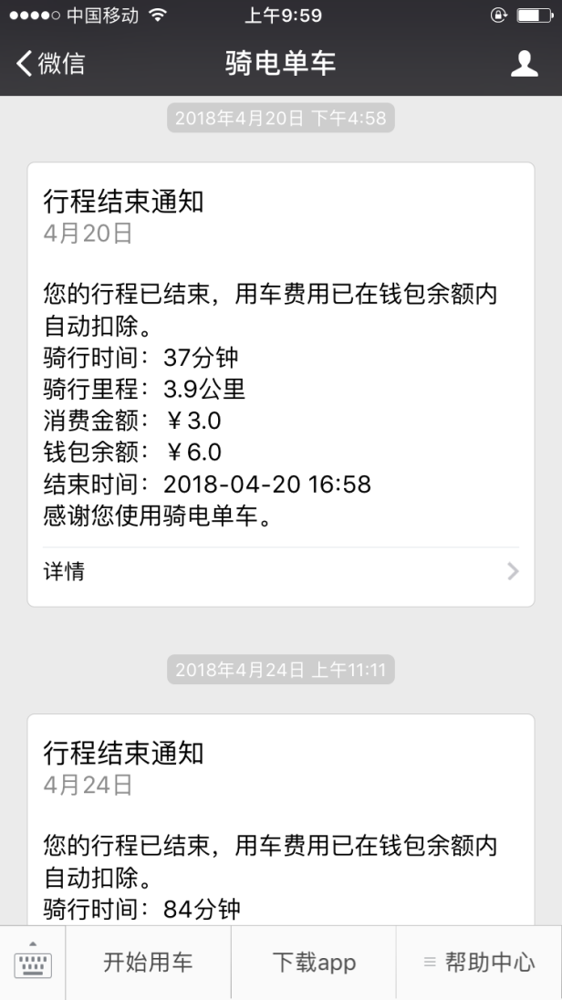 中国移动
上午9:59
微信
骑电单车
2018年4月20日 下午4:58
行程结束通知
4月20日
您的行程已结束，用车费用已在钱包余额内
自动扣除。
骑行时间：37分钟
骑行里程：3.9公里
消费金额：￥3.0
钱包余额：￥6.0
结束时间：2018-04-20 16:58
感谢您使用骑电单车。
详情
2018年4月24日 上午11:11
行程结束通知
4月24日
您的行程已结束，用车费用已在钱包余额内
自动扣除。
骑行时间：84分钟
开始用车
下载app
帮助中心